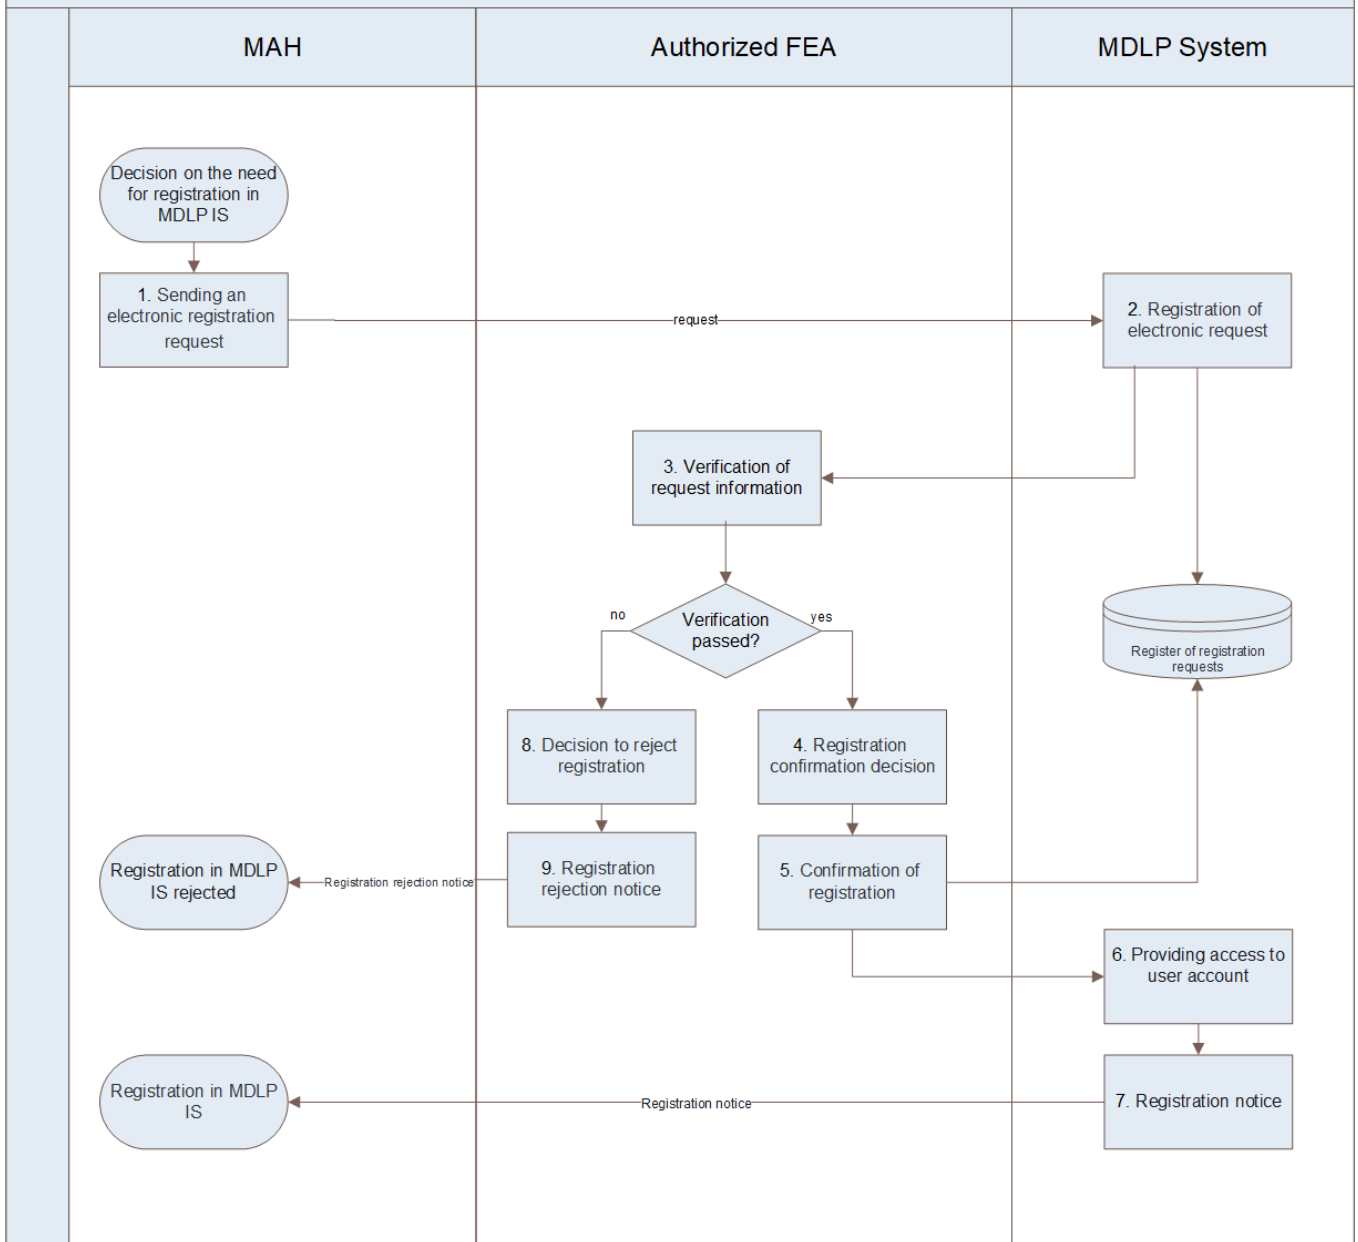 MAH
Authorized FEA
MDLP System
Decision on the need
for registration in
MDLP IS
1. Sending an
electronic registration
request
request
2. Registration of
electronic request
3. Verification of
request information
no
Verification
passed?
yes
Register of registration
requests
8. Decision to reject
registration
4. Registration
confirmation decision
Registration in MDLP
IS rejected
Registration rejection notice
9. Registration
rejection notice
5. Confirmation of
registration
6. Providing access to
user account
Registration in MDLP
IS
Registration notice
7. Registration notice